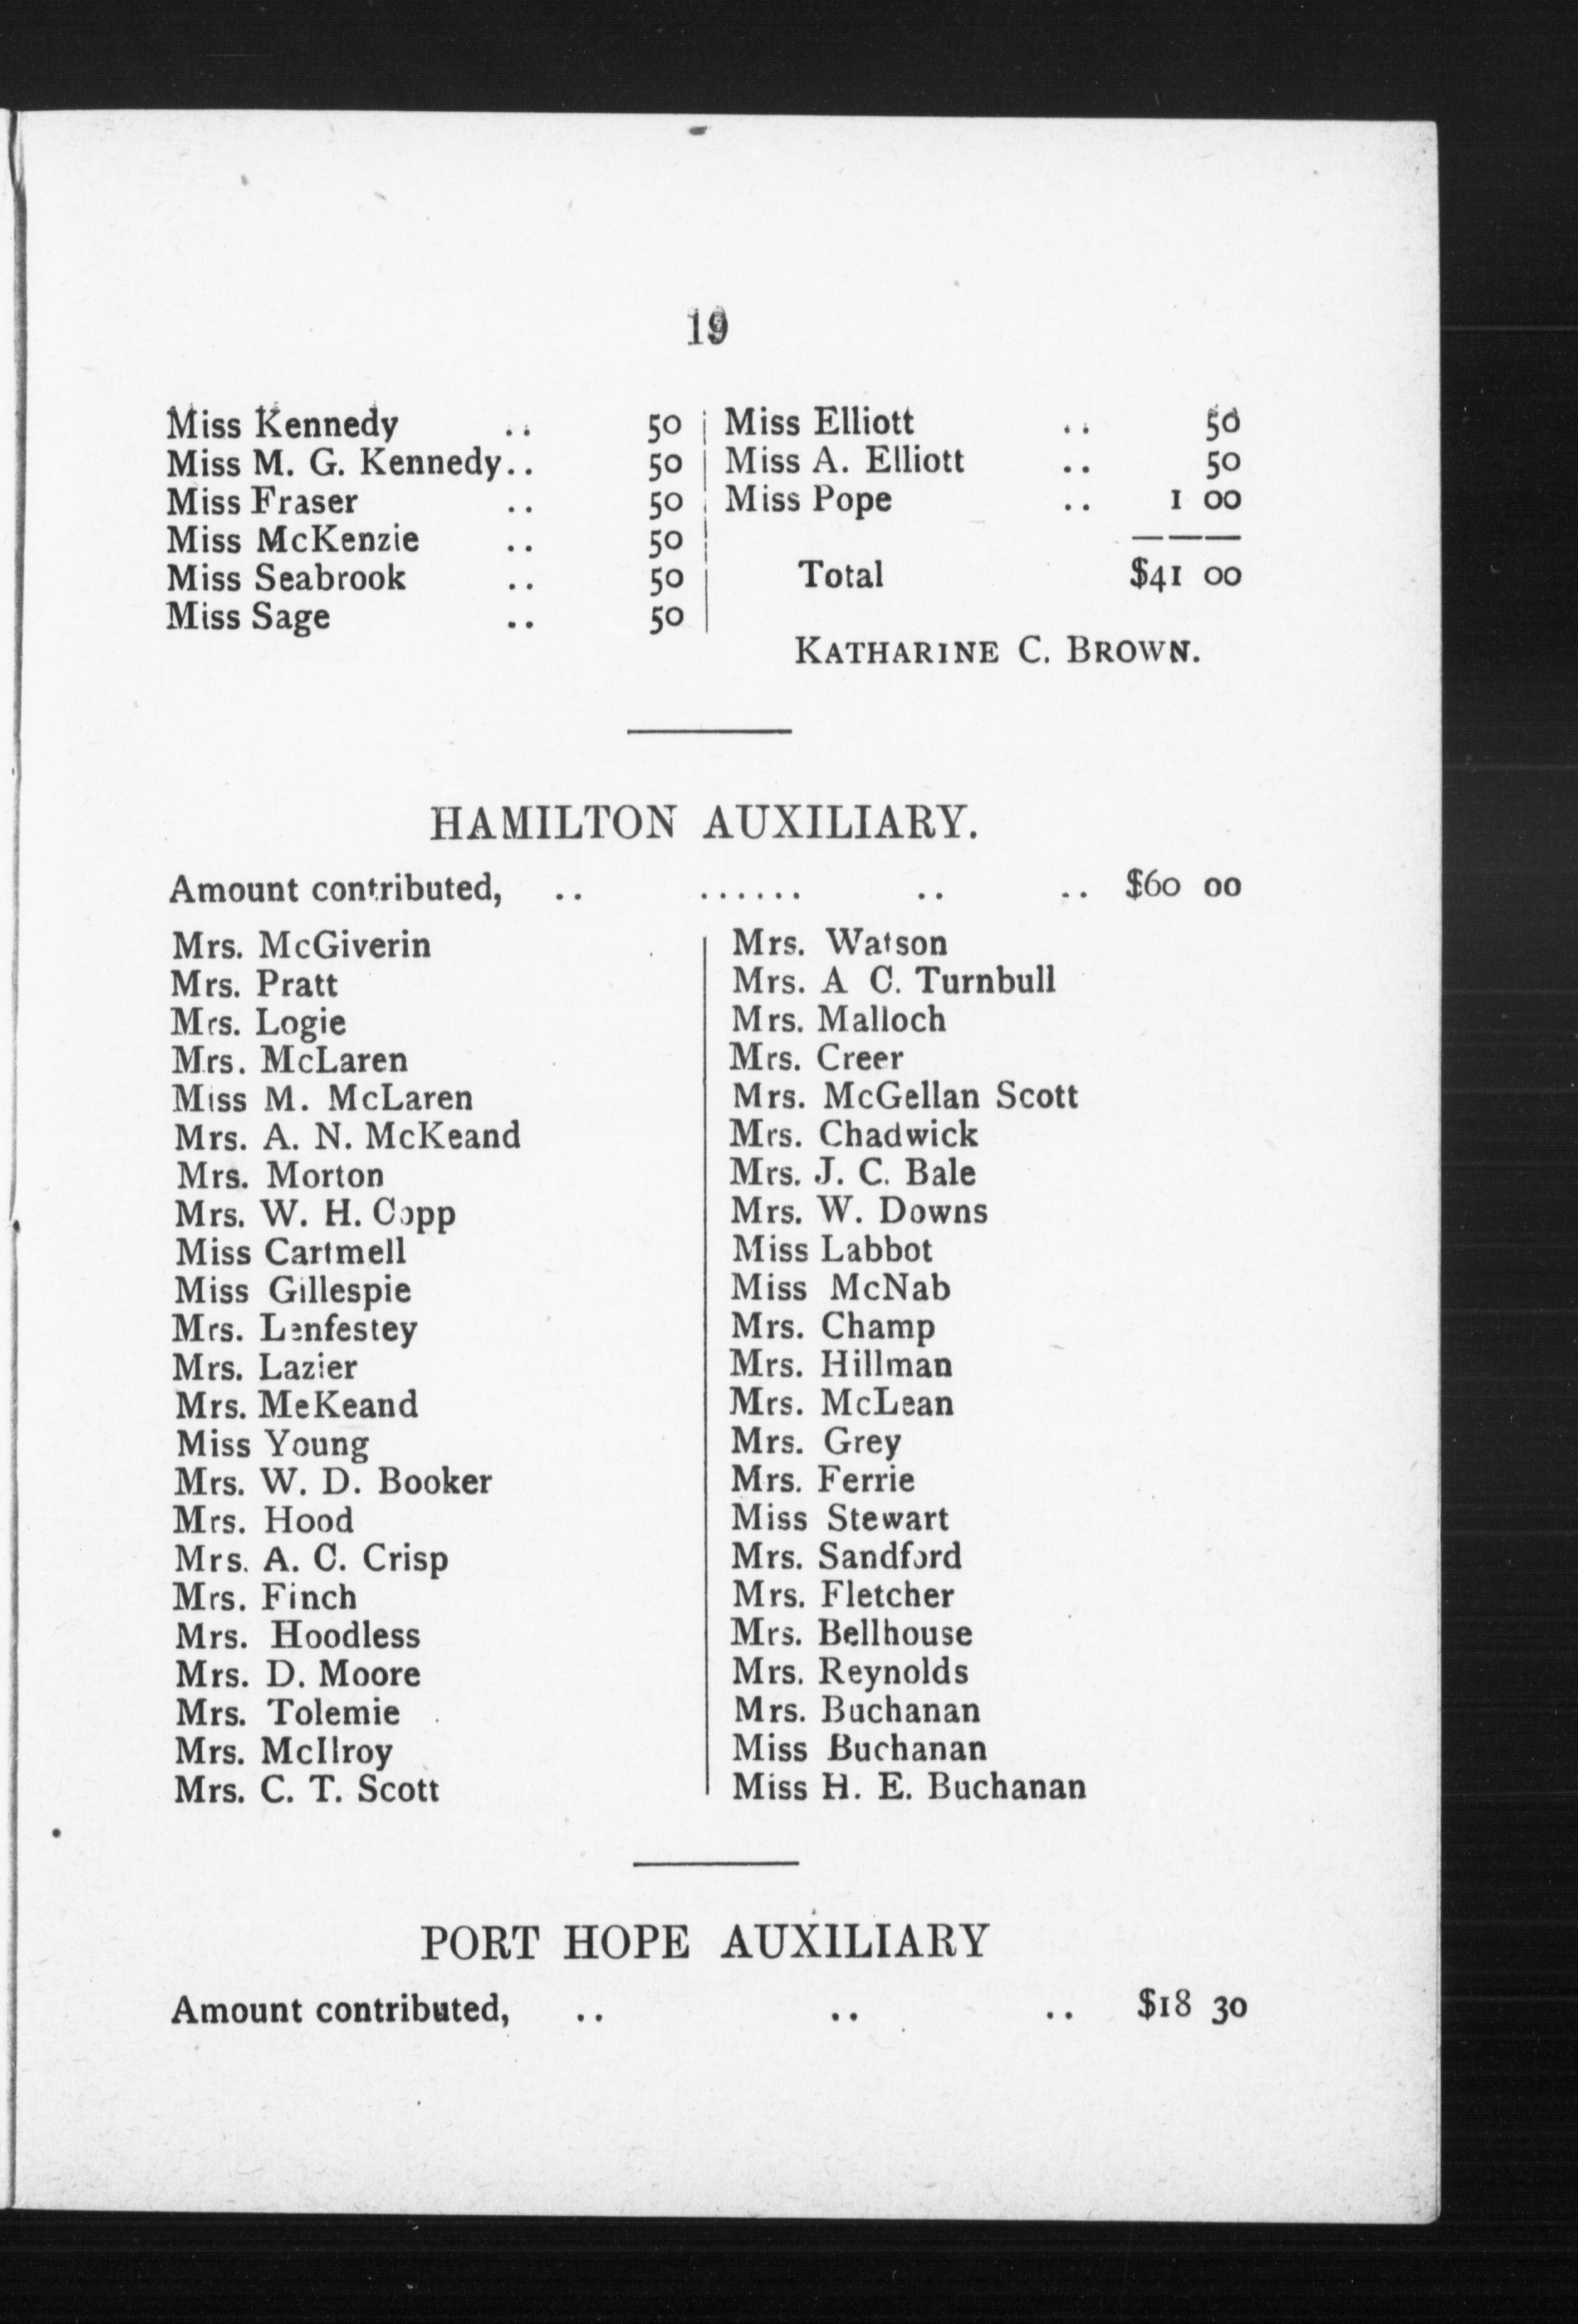 19
Miss Kennedy .. 50
Miss M. G. Kennedy.. 50
Miss Fraser .. 50
Miss McKenzie .. 50
Miss Seabrook .. 50
Miss Sage .. 50
Miss Elliott .. 50
Miss A. Elliott .. 50
Miss Pope .. 1 00
Total $41 00
KATHARINE C. BROWN.
HAMILTON AUXILIARY.
Amount contributed, .. ...... .. .. $60 00
Mrs. McGiverin
Mrs. Pratt
Mrs. Logie
Mrs. McLaren
Miss M. McLaren
Mrs. A. N. McKeand
Mrs. Morton
Mrs. W. H. Copp
Miss Cartmell
Miss Gillespie
Mrs. Lenfestey
Mrs. Lazier
Mrs. MeKeand
Miss Young
Mrs. W. D. Booker
Mrs. Hood
Mrs. A. C. Crisp
Mrs. Finch
Mrs. Hoodless
Mrs. D. Moore
Mrs. Tolemie
Mrs. McIlroy
Mrs. C. T. Scott
Mrs. Watson
Mrs. A C. Turnbull
Mrs. Malloch
Mrs. Creer
Mrs. McGellan Scott
Mrs. Chadwick
Mrs. J. C. Bale
Mrs. W. Downs
Miss Labbot
Miss McNab
Mrs. Champ
Mrs. Hillman
Mrs. McLean
Mrs. Grey
Mrs. Ferrie
Miss Stewart
Mrs. Sandford
Mrs. Fletcher
Mrs. Bellhouse
Mrs. Reynolds
Mrs. Buchanan
Miss Buchanan
Miss H. E. Buchanan
PORT HOPE AUXILIARY
Amount contributed, .. .. .. $18 30